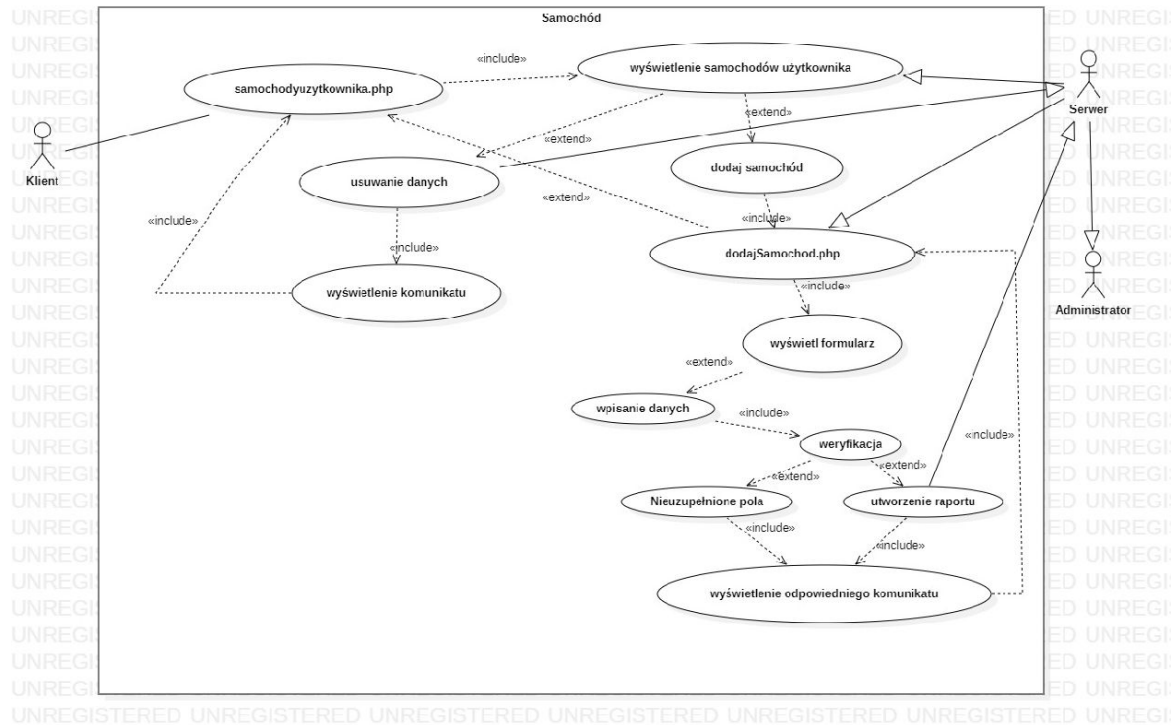 Samochód
«include»
wyświetlenie samochodów użytkownika
samochodyuzytkownika.php
Serwer
«extend»
«extend»
Klient
dodaj samochód
usuwanie danych
«extend»
«include»
«include»
«include»
dodajSamochod.php
wyświetlenie komunikatu
«include»
Administrator
wyświetl formularz
«extend»
wpisanie danych
«include»
«include»
weryfikacja
«extend»
«extend»
Nieuzupełnione pola
utworzenie raportu
«include»
«include»
wyświetlenie odpowiedniego komunikatu
UNREGISTERED UNREGISTERED UNREGISTERED UNREGISTERED UNREGISTERED UNREGISTERED UNREGI